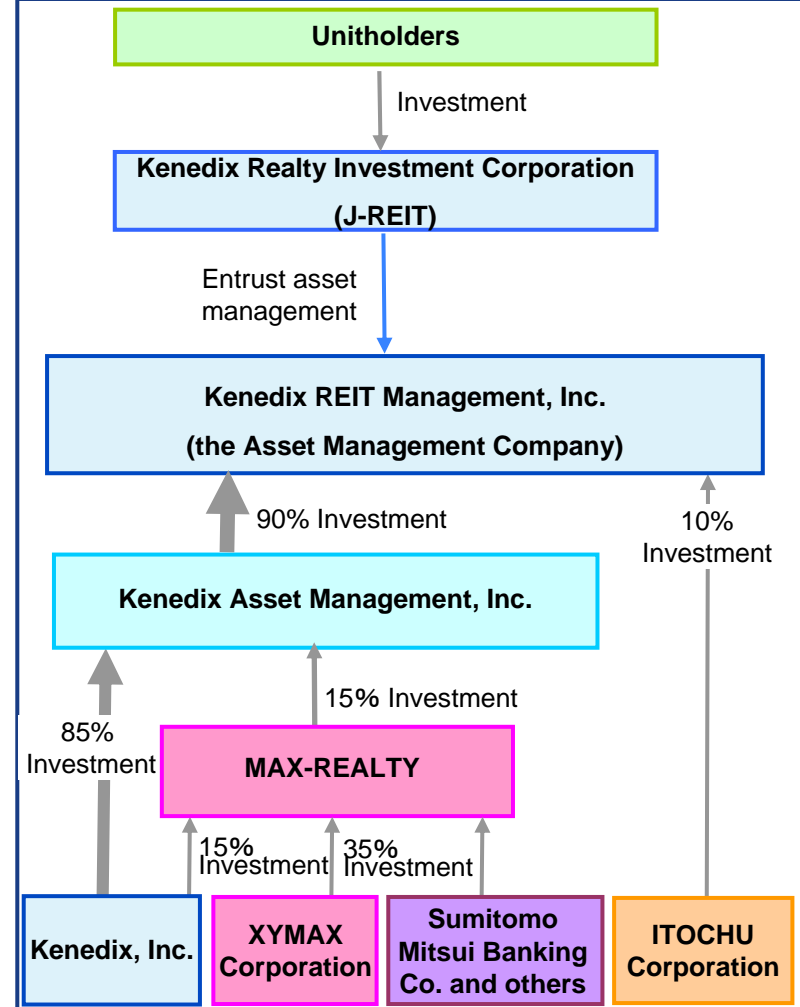 Unitholders
Investment
Kenedix Realty Investment Corporation
(J-REIT)
Entrust asset
management
Kenedix REIT Management, Inc.
(the Asset Management Company)
90% Investment
10%
Investment
Kenedix Asset Management, Inc.
15% Investment
85%
Investment
MAX-REALTY
15%
Investment
35%
Investment
Kenedix, Inc.
XYMAX
Corporation
Sumitomo
Mitsui Banking
Co. and others
ITOCHU
Corporation